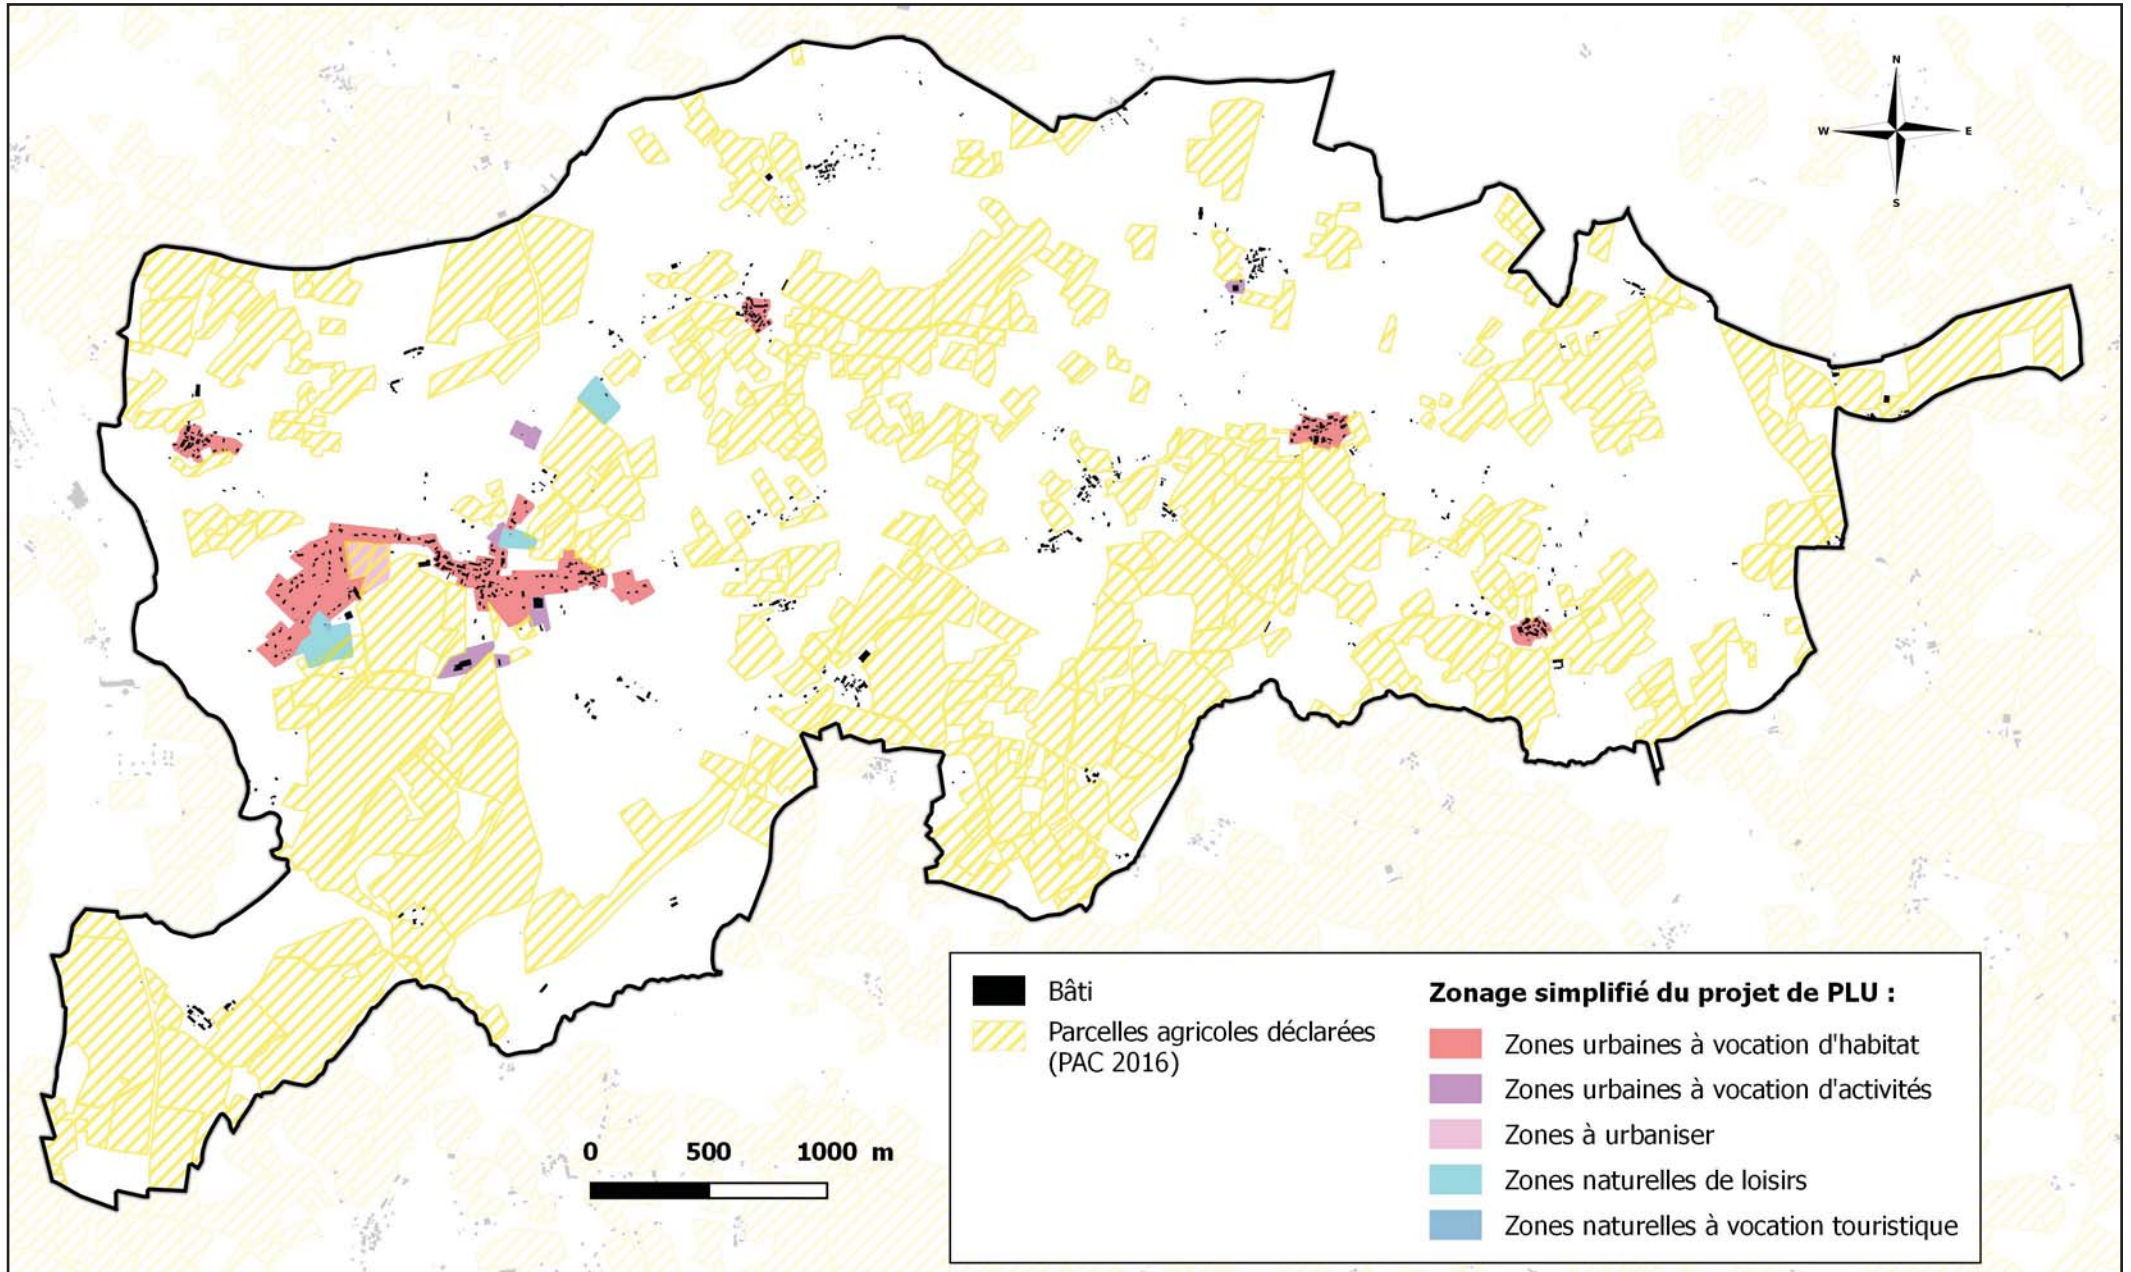 N
W E
S
Bâti
Parcelles agricoles déclarées
(PAC 2016)
Zonage simplifié du projet de PLU :
Zones urbaines à vocation d'habitat
Zones urbaines à vocation d'activités
Zones à urbaniser
Zones naturelles de loisirs
Zones naturelles à vocation touristique
0 500 1000 m